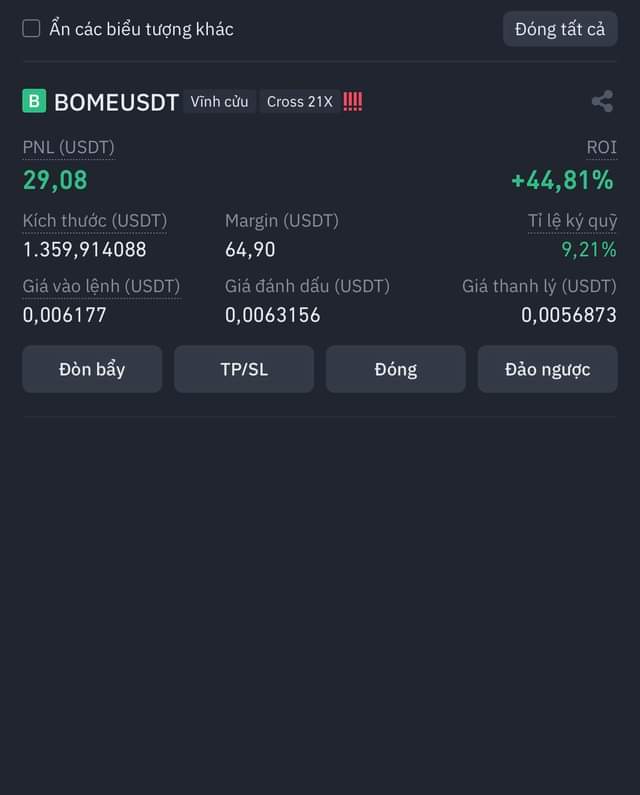 Ẩn các biểu tượng khác Đóng tất cả
B BOMEUSDT Vĩnh cửu Cross 21X !!!!
PNL (USDT) ROI
29,08 +44,81%
Kích thước (USDT) Margin (USDT) Tỉ lệ ký quỹ
1.359,914088 64,90 9,21%
Giá vào lệnh (USDT) Giá đánh dấu (USDT) Giá thanh lý (USDT)
0,006177 0,0063156 0,0056873
Đòn bẩy TP/SL Đóng Đảo ngược